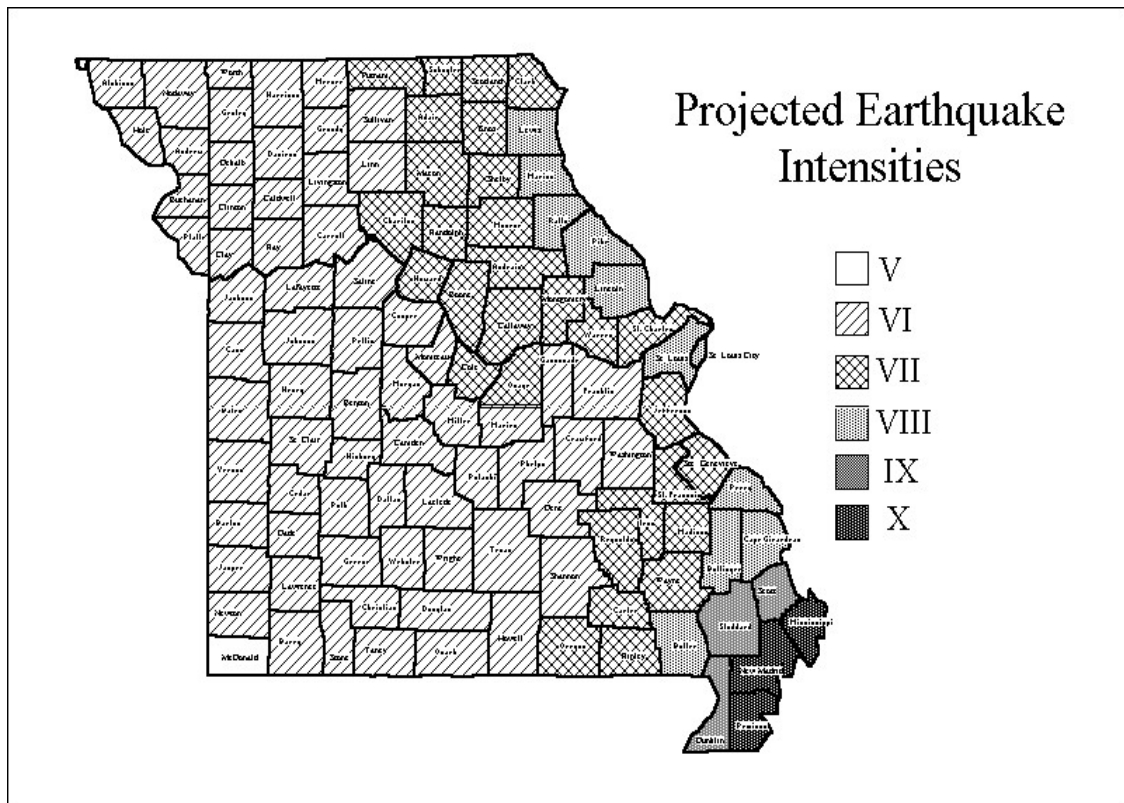 Projected Earthquake
Intensities
V
VI
VII
VIII
IX
X
Atchison
Nodaway
Worth
Harrison
Mercer
Putnam
Schuyler
Scotland
Clark
Holt
Gentry
Grundy
Sullivan
Adair
Knox
Lewis
Andrew
Dekalb
Daviess
Livingston
Linn
Macon
Shelby
Marion
Buchanan
Clinton
Caldwell
Chariton
Randolph
Monroe
Ralls
Pike
Platte
Clay
Ray
Carroll
Howard
Boone
Audrain
Lincoln
Jackson
Lafayette
Saline
Cooper
Callaway
Montgomery
Warren
St. Charles
Cass
Johnson
Pettis
Moniteau
Cole
Osage
Gasconade
Franklin
St. Louis
St. Louis City
Bates
Henry
Benton
Morgan
Miller
Maries
Jefferson
St. Clair
Camden
Crawford
Washington
Vernon
Cedar
Polk
Dallas
Laclede
Pulaski
Phelps
Dent
St. Francois
Perry
Barton
Greene
Webster
Wright
Texas
Reynolds
Madison
Bollinger
Cape Girardeau
Jasper
Lawrence
Christian
Douglas
Shannon
Wayne
Scott
Newton
Barry
Stone
Taney
Ozark
Howell
Oregon
Carter
Ripley
Butler
Stoddard
Mississippi
McDonald
New Madrid
Dunklin
Pemiscot